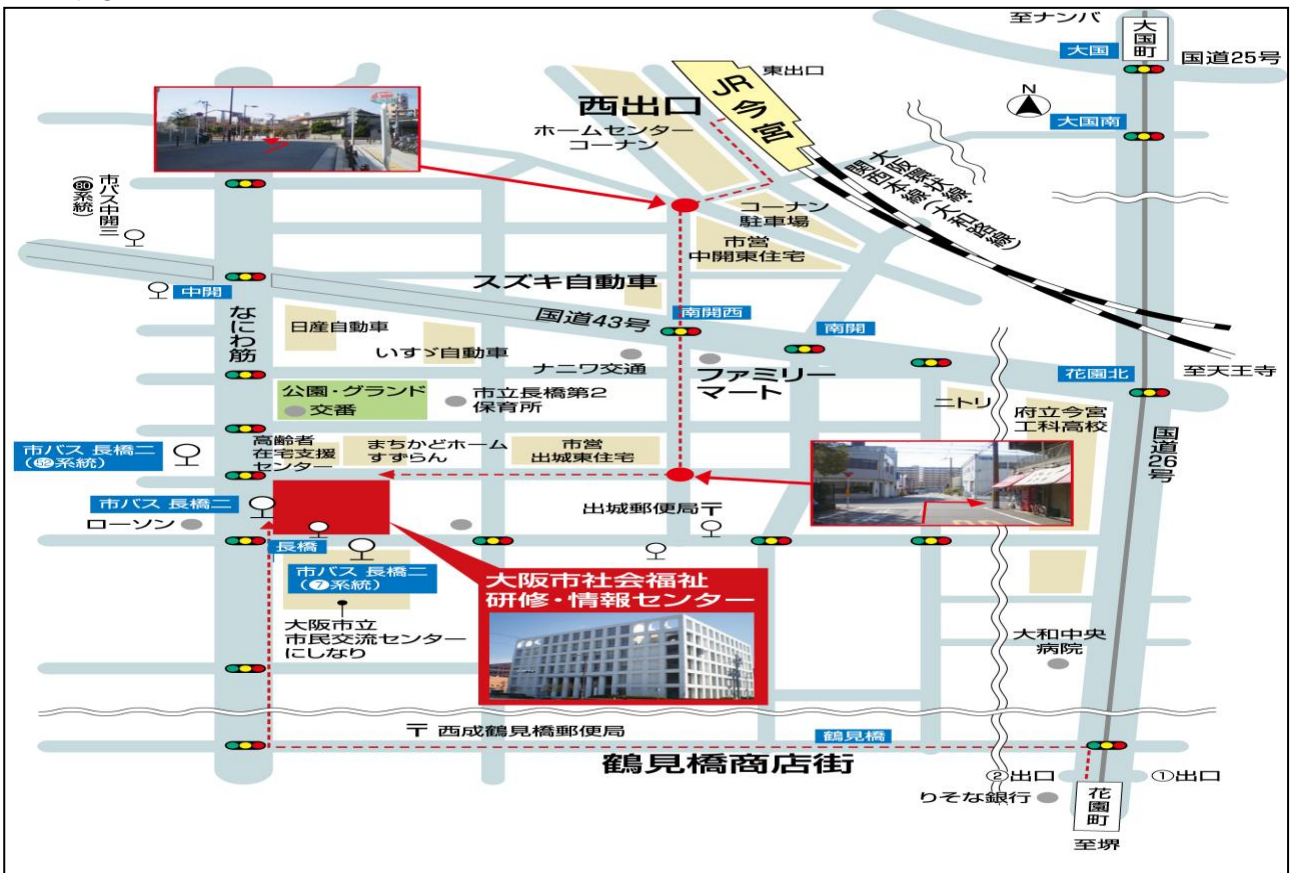 至ナンバ
大国町
大国
国道25号
東出口
JR今宮
西出口
ホームセンター
コーナン
N
大国南
大阪環状線・
関西本線(大和路線)
市バス中開三
(80系統)
コーナン
駐車場
市営
中開東住宅
スズキ自動車
中開
なにわ筋
国道43号
南開西
南開
日産自動車
いすゞ自動車
ナニワ交通
ファミリー
マート
花園北
至天王寺
公園・グランド
交番
市立長橋第2
保育所
ニトリ
府立今宮
工科高校
国道26号
市バス 長橋二
(52系統)
高齢者
在宅支援
センター
まちかどホーム
すずらん
市営
出城東住宅
市バス 長橋二
ローソン
出城郵便局〒
長橋
市バス 長橋二
(7系統)
大阪市社会福祉
研修・情報センター
大阪市立
市民交流センター
にしなり
大和中央
病院
〒 西成鶴見橋郵便局
鶴見橋
鶴見橋商店街
②出口
①出口
りそな銀行
花園町
至堺